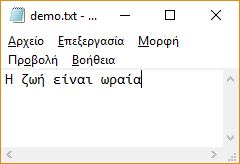 demo.txt - ...
Αρχείο Επεξεργασία Μορφή
Προβολή Βοήθεια
Η ζωή είναι ωραία